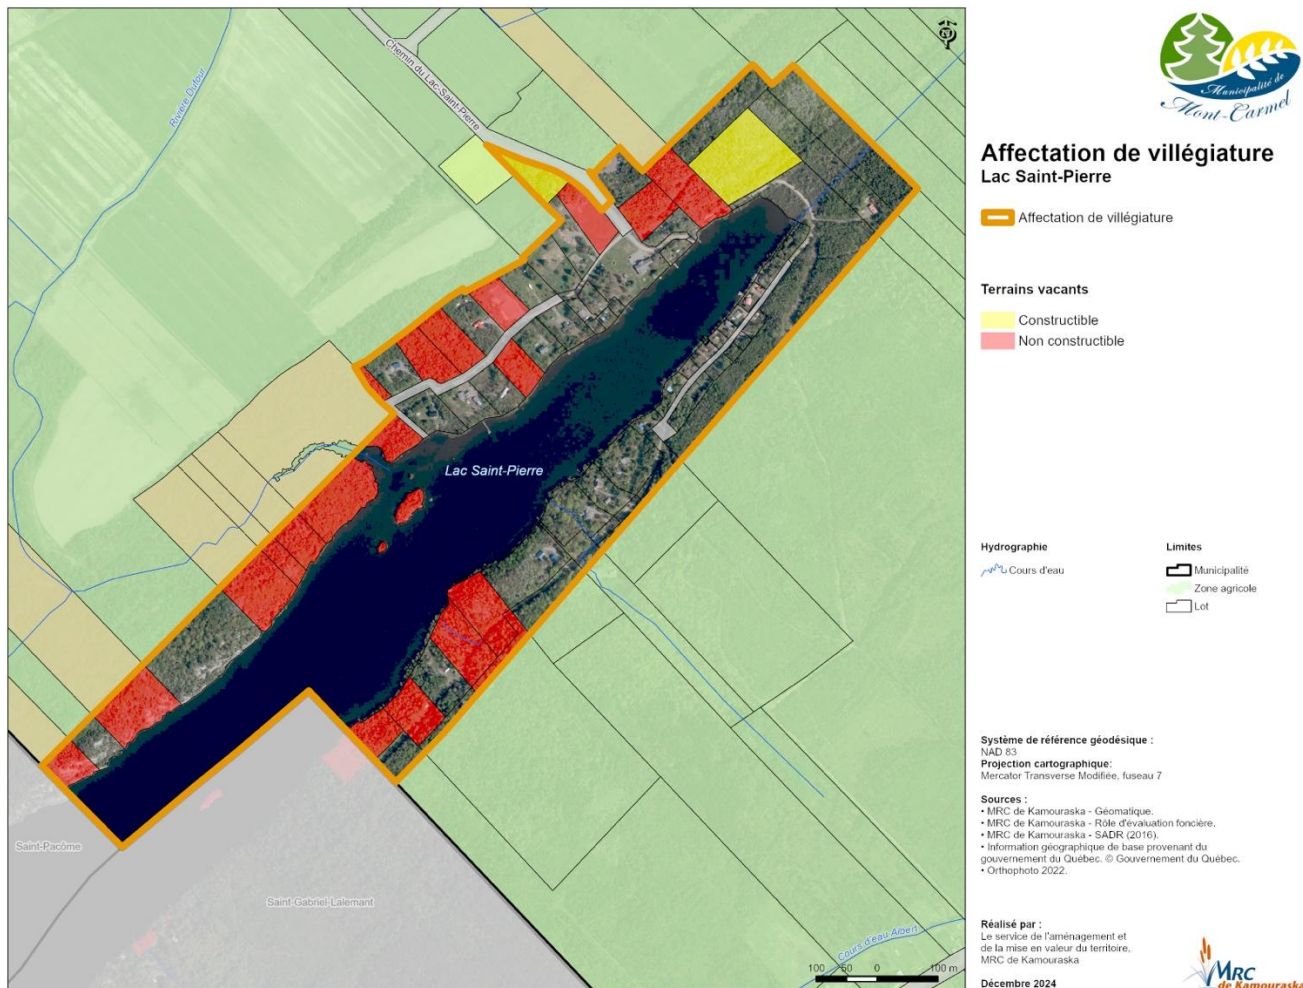 Chemin du Lac-Saint-Pierre
Rivière Dufour
Lac Saint-Pierre
Saint-Pacôme
Saint-Gabriel-Lalemant
Cours d'eau Albert
100 50 0 100 m
Municipalité de
Mont-Carmel
Affectation de villégiature
Lac Saint-Pierre
Affectation de villégiature
Terrains vacants
Constructible
Non constructible
Hydrographie
Cours d'eau
Limites
Municipalité
Zone agricole
Lot
Système de référence géodésique :
NAD 83
Projection cartographique:
Mercator Transverse Modifiée, fuseau 7
Sources :
• MRC de Kamouraska - Géomatique.
• MRC de Kamouraska - Rôle d'évaluation foncière.
• MRC de Kamouraska - SADR (2016).
• Information géographique de base provenant du
gouvernement du Québec. © Gouvernement du Québec.
• Orthophoto 2022.
Réalisé par :
Le service de l'aménagement et
de la mise en valeur du territoire,
MRC de Kamouraska
Décembre 2024
MRC
de Kamouraska